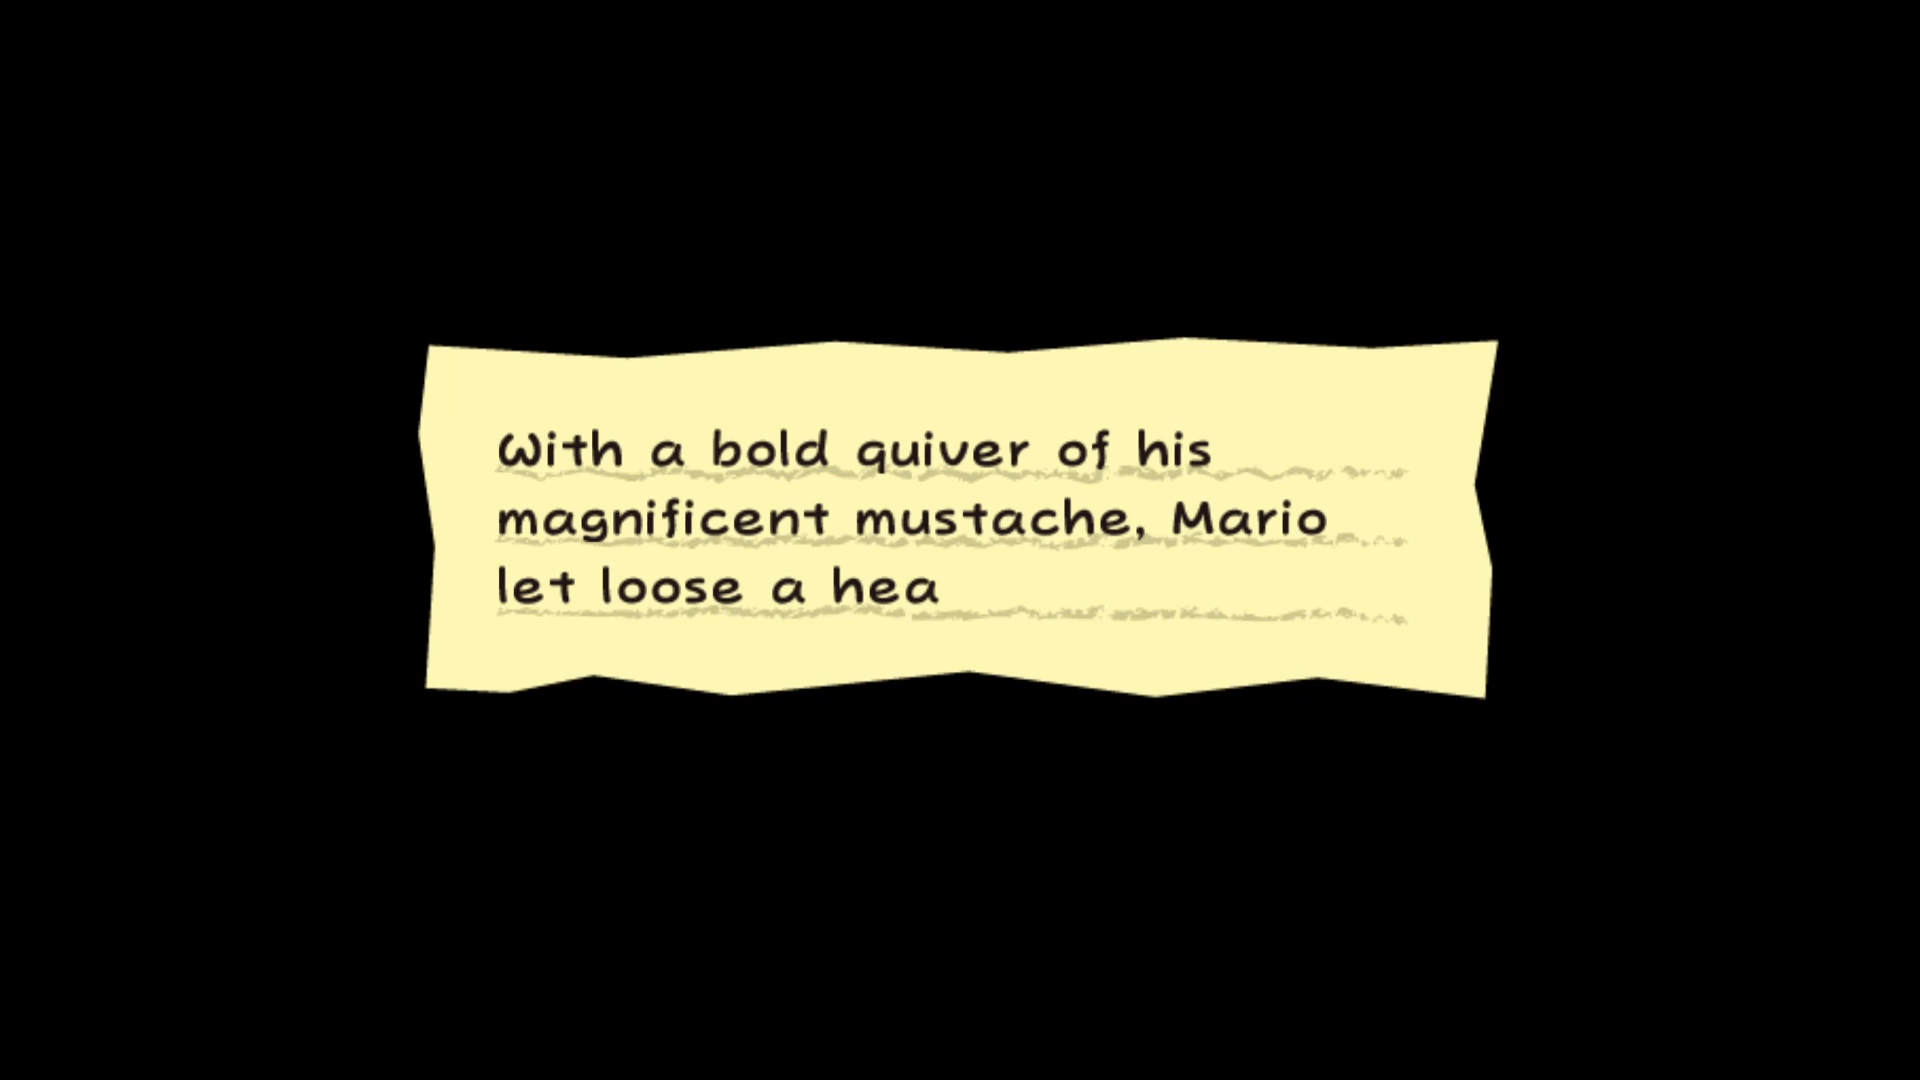 With a bold quiver of his
magnificent mustache, Mario
let loose a hea